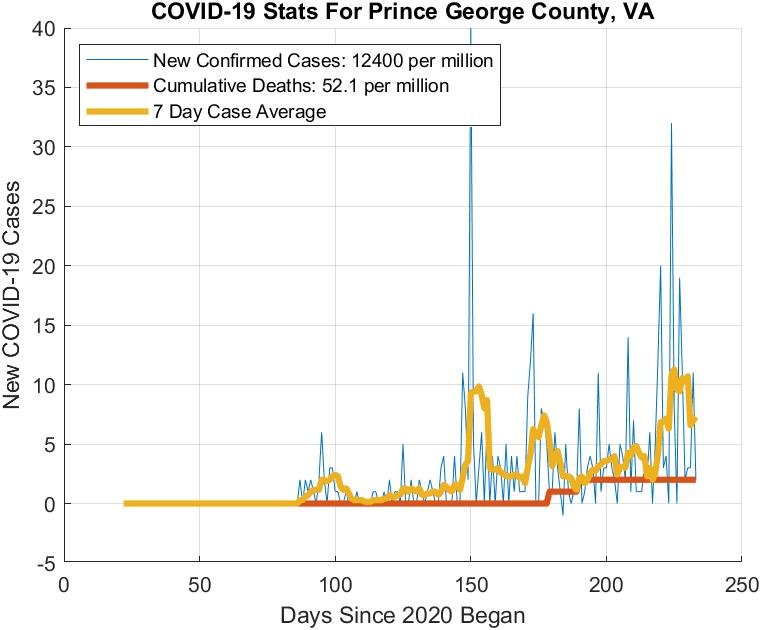 COVID-19 Stats For Prince George County, VA
New Confirmed Cases: 12400 per million
Cumulative Deaths: 52.1 per million
7 Day Case Average
New COVID-19 Cases
40
35
30
25
20
15
10
5
0
-5
0 50 100 150 200 250
Days Since 2020 Began